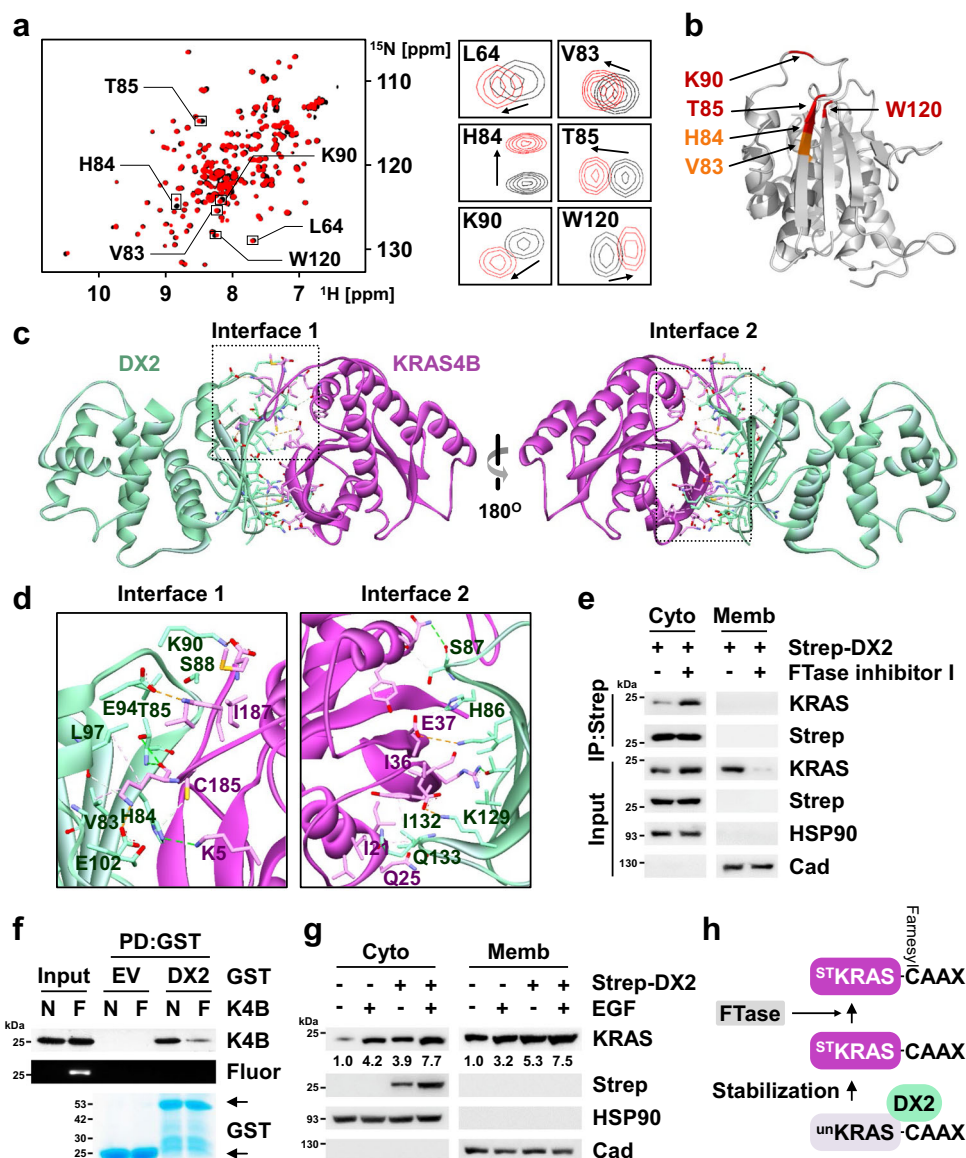 a
15N [ppm]
110
120
130
T85
H84
K90
V83
L64
W120
10 9 8 7
1H [ppm]
L64 V83
H84 T85
K90 W120
b
K90
T85
H84
V83
W120
c
Interface 1
Interface 2
DX2
KRAS4B
180O
d
Interface 1
K90
S88
E94
T85
I187
L97
C185
V83
H84
K5
E102
Interface 2
S87
H86
E37
I36
I132
K129
I21
Q133
Q25
e
Cyto Memb
+ + + + Strep-DX2
- + - + FTase inhibitor I
kDa
IP:Strep
25 KRAS
25 Strep
Input
KRAS
25 Strep
93 HSP90
130 Cad
f
PD:GST
Input EV DX2 GST
N F N F N F K4B
kDa
25 K4B
25 Fluor
53
42
30
25
GST
g
Cyto Memb
- - + + - - + + Strep-DX2
- + - + - + - + EGF
kDa
25 KRAS
1.0 4.2 3.9 7.7 1.0 3.2 5.3 7.5
25 Strep
93 HSP90
130 Cad
h
Farnesyl
STKRAS-CAAX
FTase
STKRAS-CAAX
Stabilization
DX2
unKRAS-CAAX